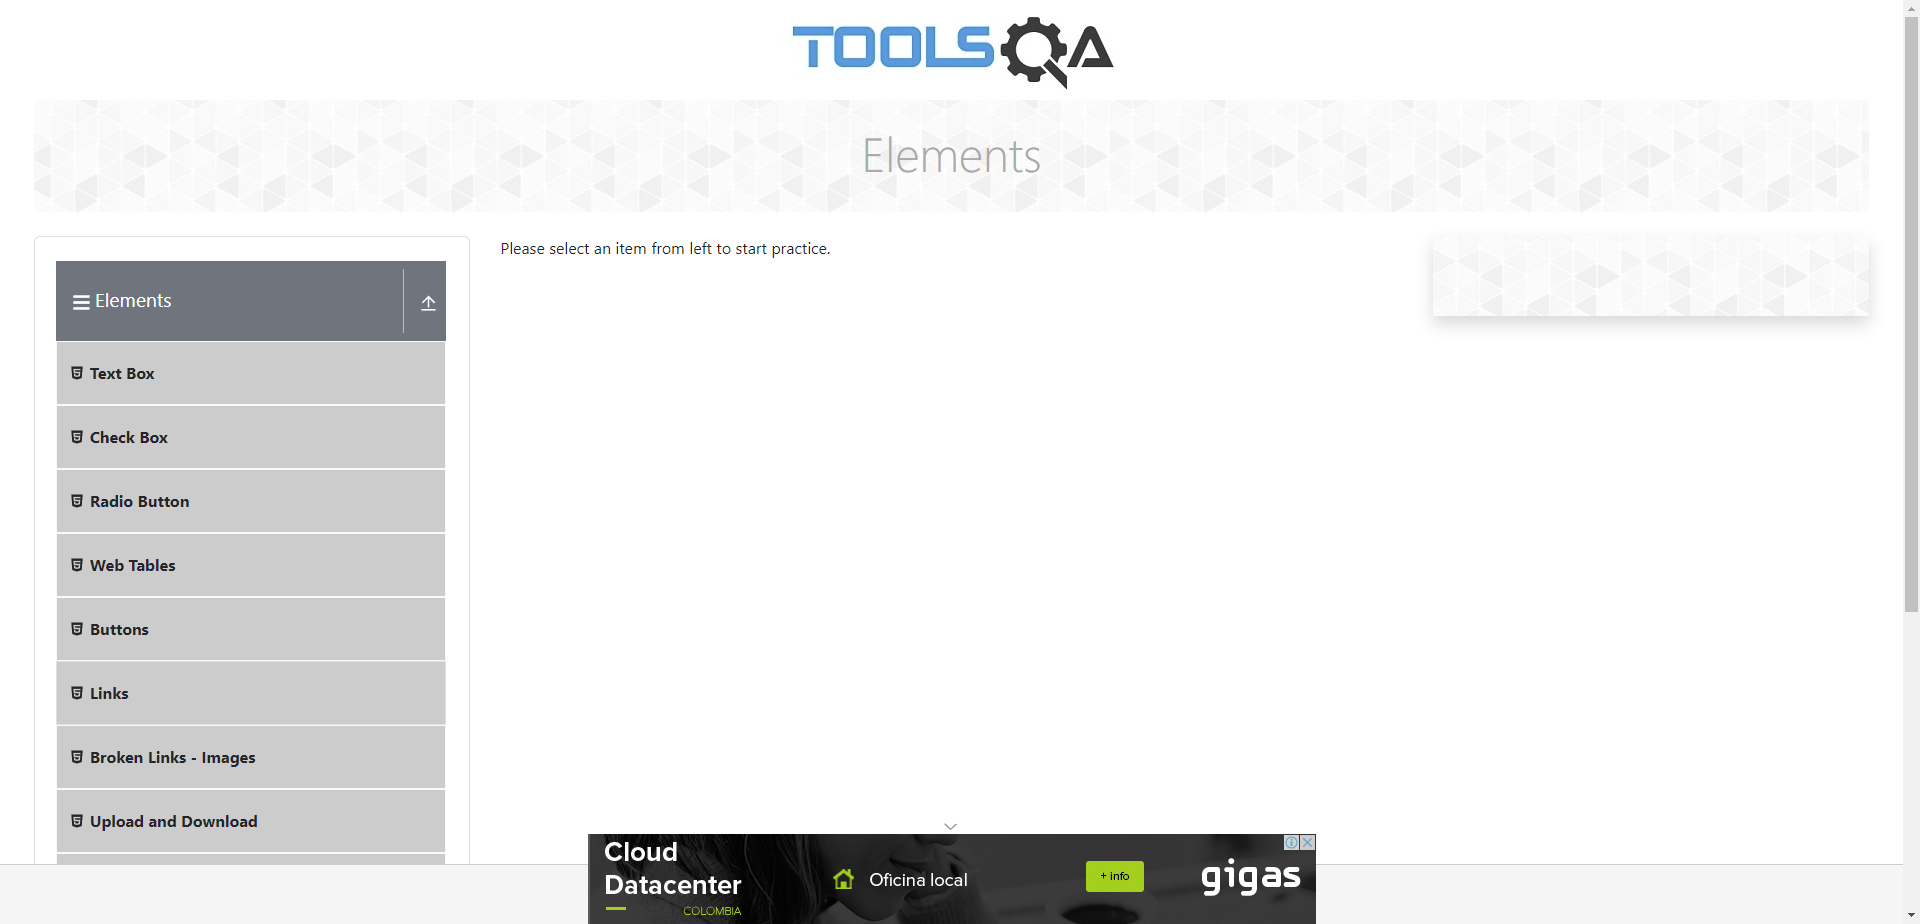 TOOLSQA
Elements
Elements
Text Box
Check Box
Radio Button
Web Tables
Buttons
Links
Broken Links - Images
Upload and Download
Please select an item from left to start practice.
Cloud
Datacenter
COLOMBIA
Oficina local
+ info
gigas